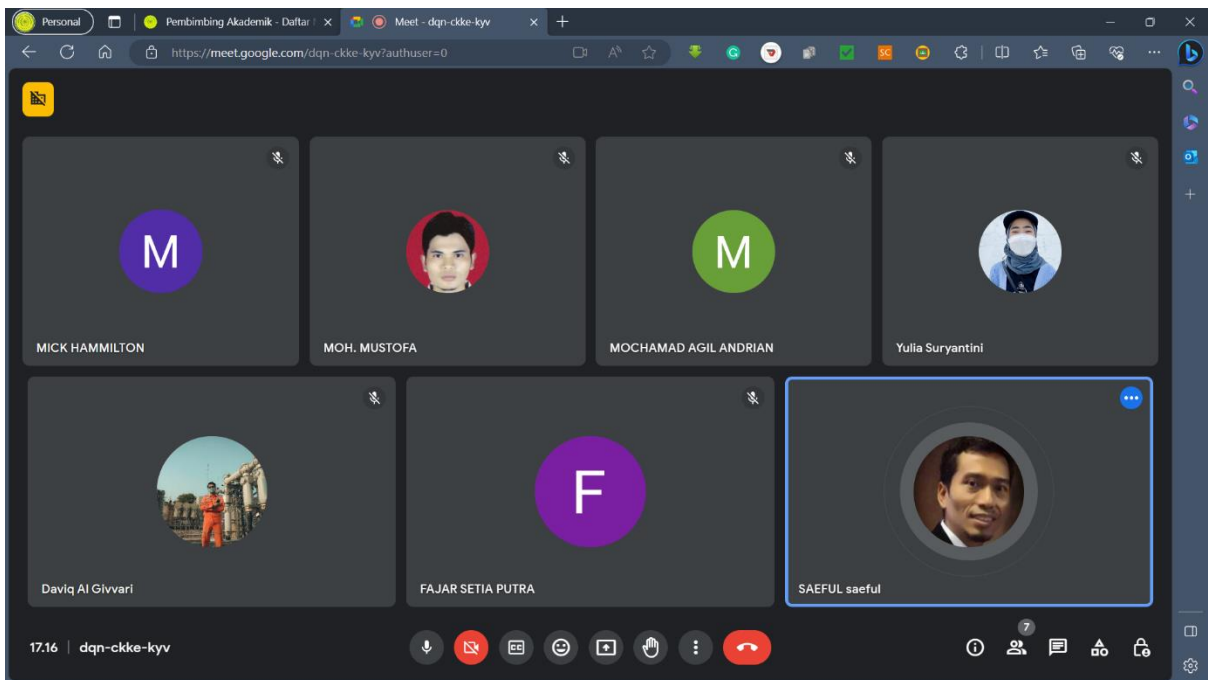 Personal
Pembimbing Akademik - Daftar
Meet - dqn-ckke-kyv
https://meet.google.com/dqn-ckke-kyv?authuser=0
M
M
MICK HAMMILTON
MOH. MUSTOFA
MOCHAMAD AGIL ANDRIAN
Yulia Suryantini
F
Daviq Al Givvari
FAJAR SETIA PUTRA
SAEFUL saeful
17.16 | dqn-ckke-kyv
CC
7